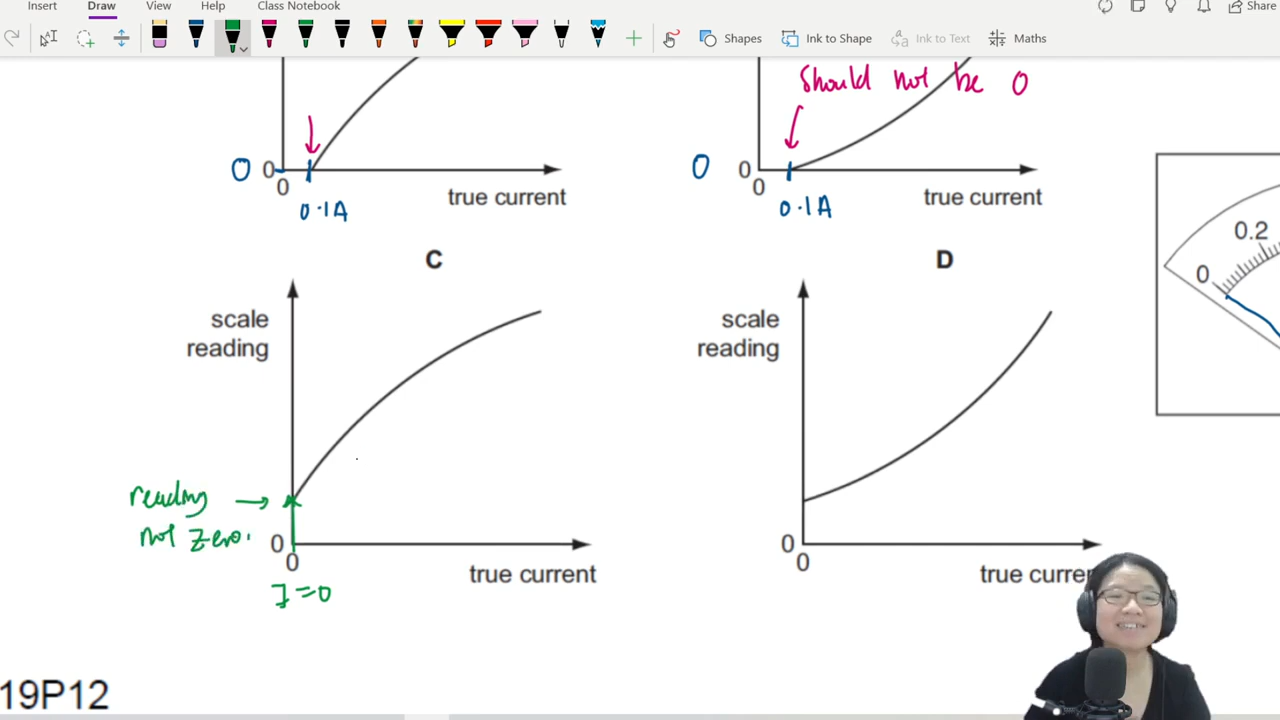 Insert Draw View Help Class Notebook
Share
Shapes Ink to Shape Ink to Text Maths
Should not be 0
0 0 0 0
0 0
true current true current
0.1A 0.1A
C D
scale scale
reading reading
0.2
0
reading →
not zero.
0 0
0 0
true current true curre
I=0
19P12